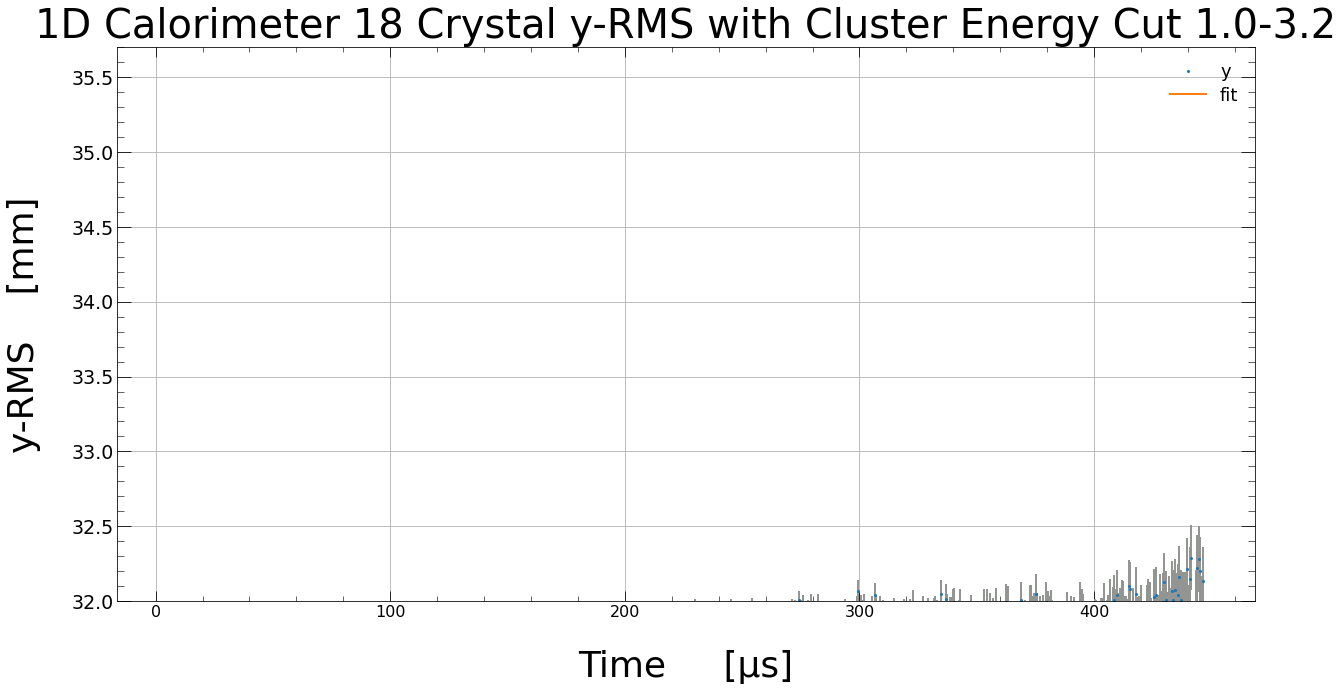 1D Calorimeter 18 Crystal y-RMS with Cluster Energy Cut 1.0-3.2
y
fit
35.5
35.0
34.5
34.0
33.5
33.0
32.5
32.0
y-RMS [mm]
0 100 200 300 400
Time [µs]